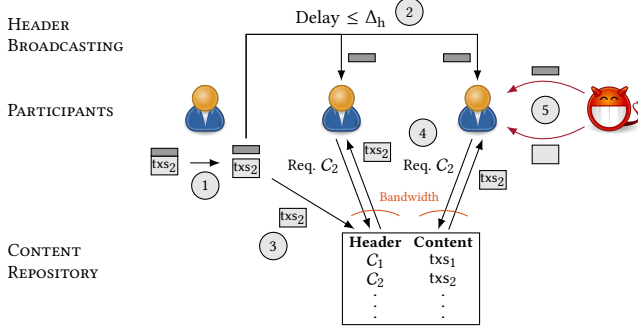 HEADER
BROADCASTING
Delay ≤ Δh
2
PARTICIPANTS
5
4
txs2
txs2
1
Req. C2
txs2
Req. C2
txs2
Bandwidth
txs2
3
CONTENT
REPOSITORY
Header Content
C1 txs1
C2 txs2
. .
. .
. .